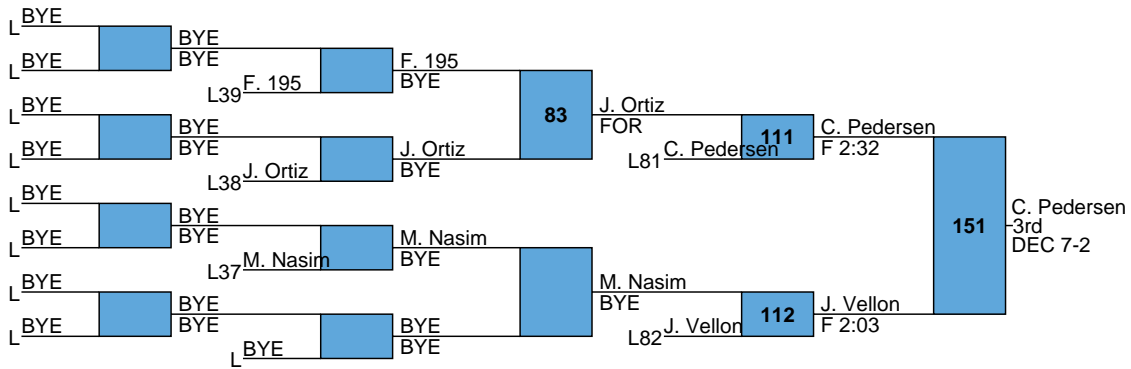 L BYE
BYE
BYE
L BYE
F. 195
BYE
L39 F. 195
L BYE
BYE
BYE
83
J. Ortiz
FOR
L BYE
J. Ortiz
BYE
L38 J. Ortiz
111
L81 C. Pedersen
C. Pedersen
F 2:32
L BYE
BYE
BYE
L BYE
M. Nasim
BYE
L37 M. Nasim
151
C. Pedersen
3rd
DEC 7-2
L BYE
BYE
BYE
M. Nasim
BYE
L BYE
BYE
BYE
L BYE
112
L82 J. Vellon
J. Vellon
F 2:03